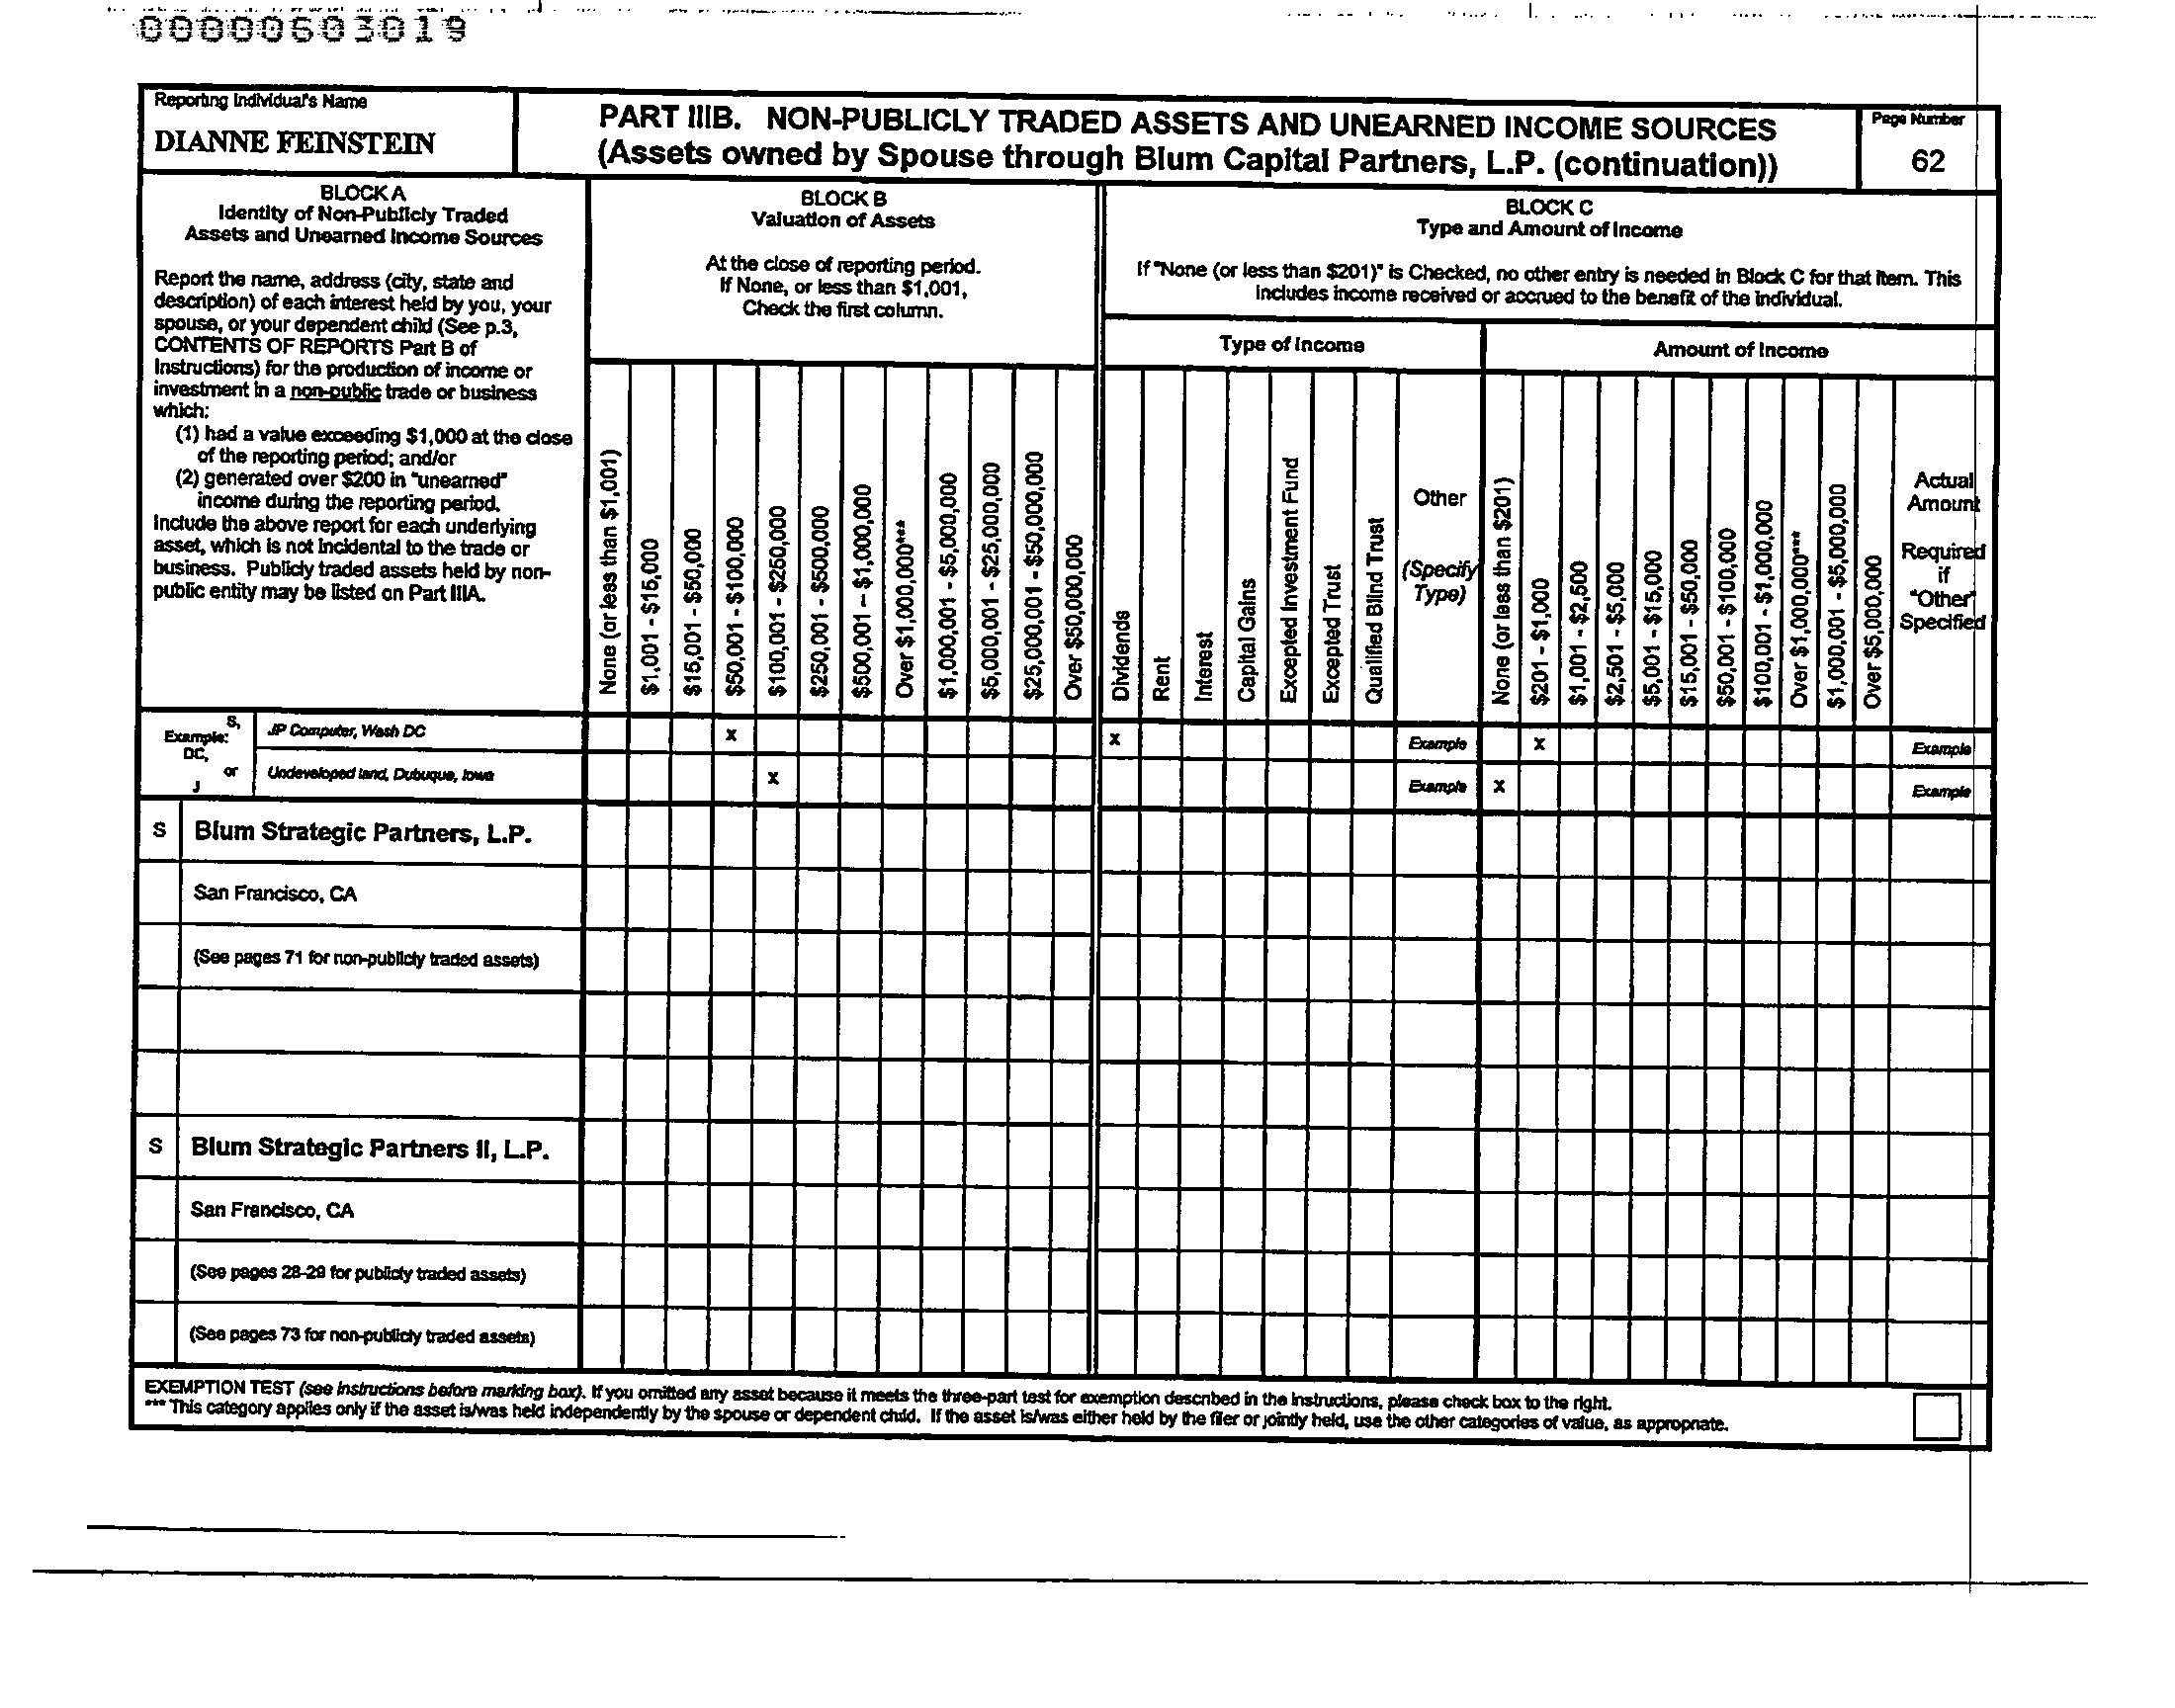 00000603019
Reporting Individual's Name
DIANNE FEINSTEIN
PART IIIB. NON-PUBLICLY TRADED ASSETS AND UNEARNED INCOME SOURCES
(Assets owned by Spouse through Blum Capital Partners, L.P. (continuation))
Page Number
62
BLOCK A
Identity of Non-Publicly Traded
Assets and Unearned Income Sources
Report the name, address (city, state and
description) of each interest held by you, your
spouse, or your dependent child (See p.3,
CONTENTS OF REPORTS Part B of
Instructions) for the production of income or
investment in a non-public trade or business
which:
(1) had a value exceeding $1,000 at the close
of the reporting period; and/or
(2) generated over $200 in "unearned"
income during the reporting period.
Include the above report for each underlying
asset, which is not incidental to the trade or
business. Publicly traded assets held by non-
public entity may be listed on Part IIIA.
BLOCK B
Valuation of Assets
At the close of reporting period.
If None, or less than $1,001,
Check the first column.
None (or less than $1,001)
$1,001 - $15,000
$15,001 - $50,000
$50,001 - $100,000
$100,001 - $250,000
$250,001 - $500,000
$500,001 – $1,000,000
Over $1,000,000***
$1,000,001 - $5,000,000
$5,000,001 - $25,000,000
$25,000,001 - $50,000,000
Over $50,000,000
BLOCK C
Type and Amount of Income
If "None (or less than $201)" is Checked, no other entry is needed in Block C for that item. This
includes income received or accrued to the benefit of the individual.
Type of Income
Dividends
Rent
Interest
Capital Gains
Excepted Investment Fund
Excepted Trust
Qualified Blind Trust
Other
(Specify
Type)
Amount of Income
None (or less than $201)
$201 - $1,000
$1,001 - $2,500
$2,501 - $5,000
$5,001 - $15,000
$15,001 - $50,000
$50,001 - $100,000
$100,001 - $1,000,000
Over $1,000,000***
$1,000,001 - $5,000,000
Over $5,000,000
Actual
Amount
Required
if
"Other"
Specified
Example: S,
DC,
or
J
JP Computer, Wash DC x x Example x Example
Undeveloped land, Dubuque, Iowa x Example x Example
S Blum Strategic Partners, L.P.
San Francisco, CA
(See pages 71 for non-publicly traded assets)
S Blum Strategic Partners II, L.P.
San Francisco, CA
(See pages 28-29 for publicly traded assets)
(See pages 73 for non-publicly traded assets)
EXEMPTION TEST (see instructions before marking box). If you omitted any asset because it meets the three-part test for exemption described in the instructions, please check box to the right.
*** This category applies only if the asset is/was held independently by the spouse or dependent child. If the asset is/was either held by the filer or jointly held, use the other categories of value, as appropriate.